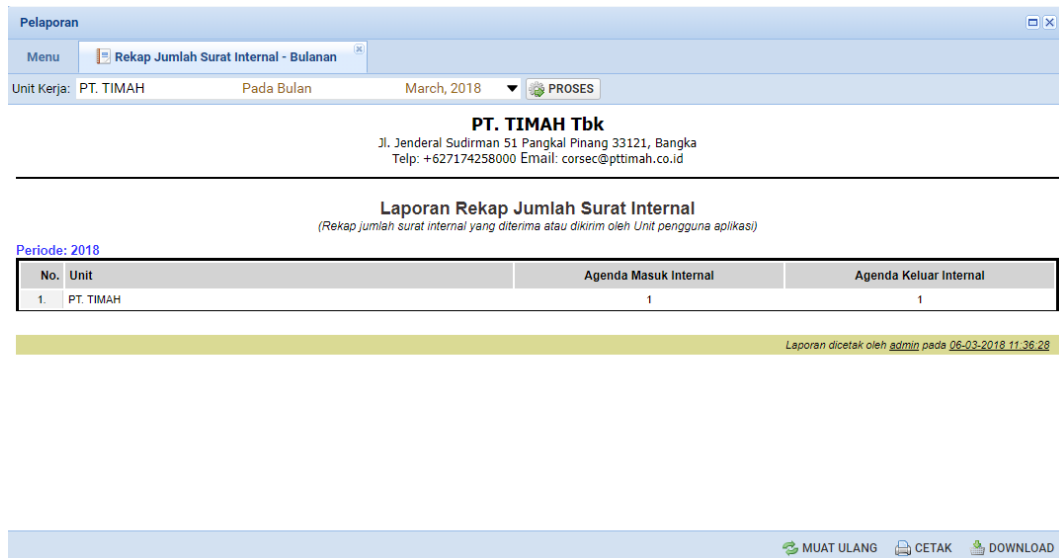 Pelaporan
Menu Rekap Jumlah Surat Internal - Bulanan
Unit Kerja: PT. TIMAH Pada Bulan March, 2018 PROSES
PT. TIMAH Tbk
Jl. Jenderal Sudirman 51 Pangkal Pinang 33121, Bangka
Telp: +627174258000 Email: corsec@pttimah.co.id
Laporan Rekap Jumlah Surat Internal
(Rekap jumlah surat internal yang diterima atau dikirim oleh Unit pengguna aplikasi)
Periode: 2018
No. Unit Agenda Masuk Internal Agenda Keluar Internal
1. PT. TIMAH 1 1
Laporan dicetak oleh admin pada 06-03-2018 11:36:28
MUAT ULANG CETAK DOWNLOAD